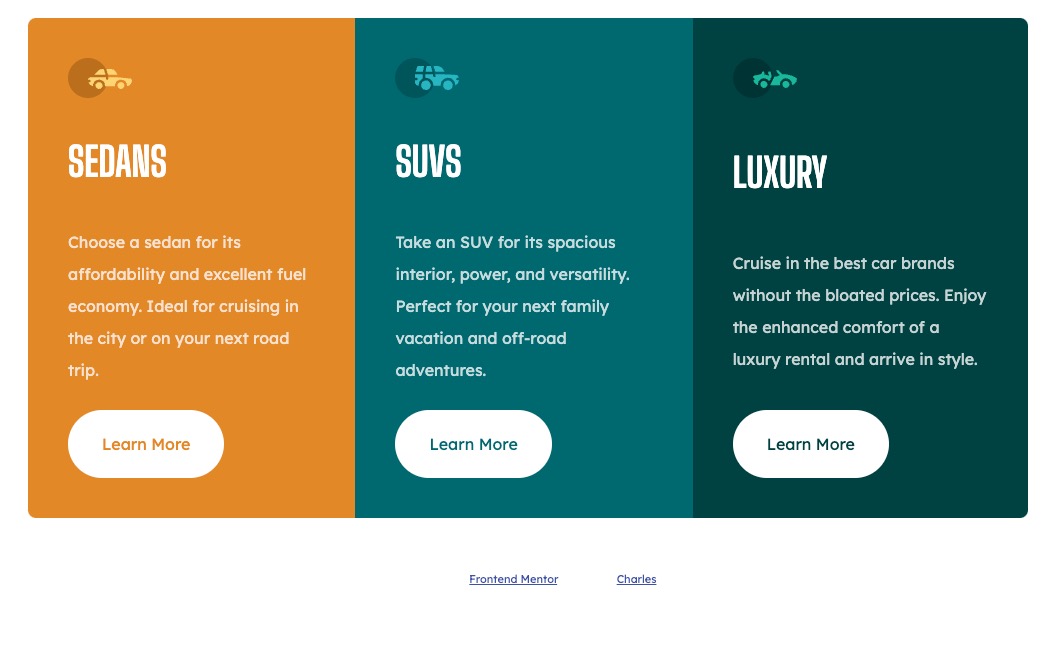 SEDANS
Choose a sedan for its
affordability and excellent fuel
economy. Ideal for cruising in
the city or on your next road
trip.
Learn More
SUVS
Take an SUV for its spacious
interior, power, and versatility.
Perfect for your next family
vacation and off-road
adventures.
Learn More
LUXURY
Cruise in the best car brands
without the bloated prices. Enjoy
the enhanced comfort of a
luxury rental and arrive in style.
Learn More
Frontend Mentor
Charles